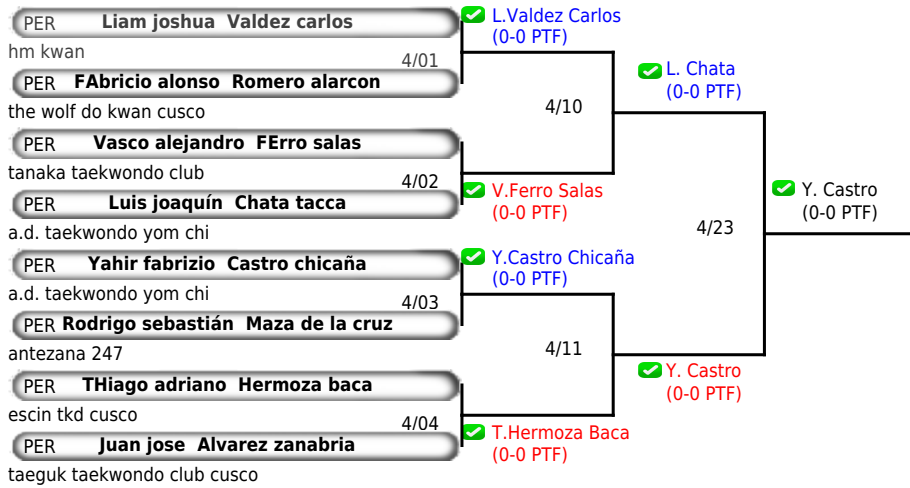 PER Liam joshua Valdez carlos
hm kwan
4/01
PER FAbricio alonso Romero alarcon
the wolf do kwan cusco
PER Vasco alejandro FErro salas
tanaka taekwondo club
4/02
PER Luis joaquín Chata tacca
a.d. taekwondo yom chi
PER Yahir fabrizio Castro chicaña
a.d. taekwondo yom chi
4/03
PER Rodrigo sebastián Maza de la cruz
antezana 247
PER THiago adriano Hermoza baca
escin tkd cusco
4/04
PER Juan jose Alvarez zanabria
taeguk taekwondo club cusco
L.Valdez Carlos
(0-0 PTF)
4/10
V.Ferro Salas
(0-0 PTF)
Y.Castro Chicaña
(0-0 PTF)
4/11
T.Hermoza Baca
(0-0 PTF)
L. Chata
(0-0 PTF)
4/23
Y. Castro
(0-0 PTF)
Y. Castro
(0-0 PTF)